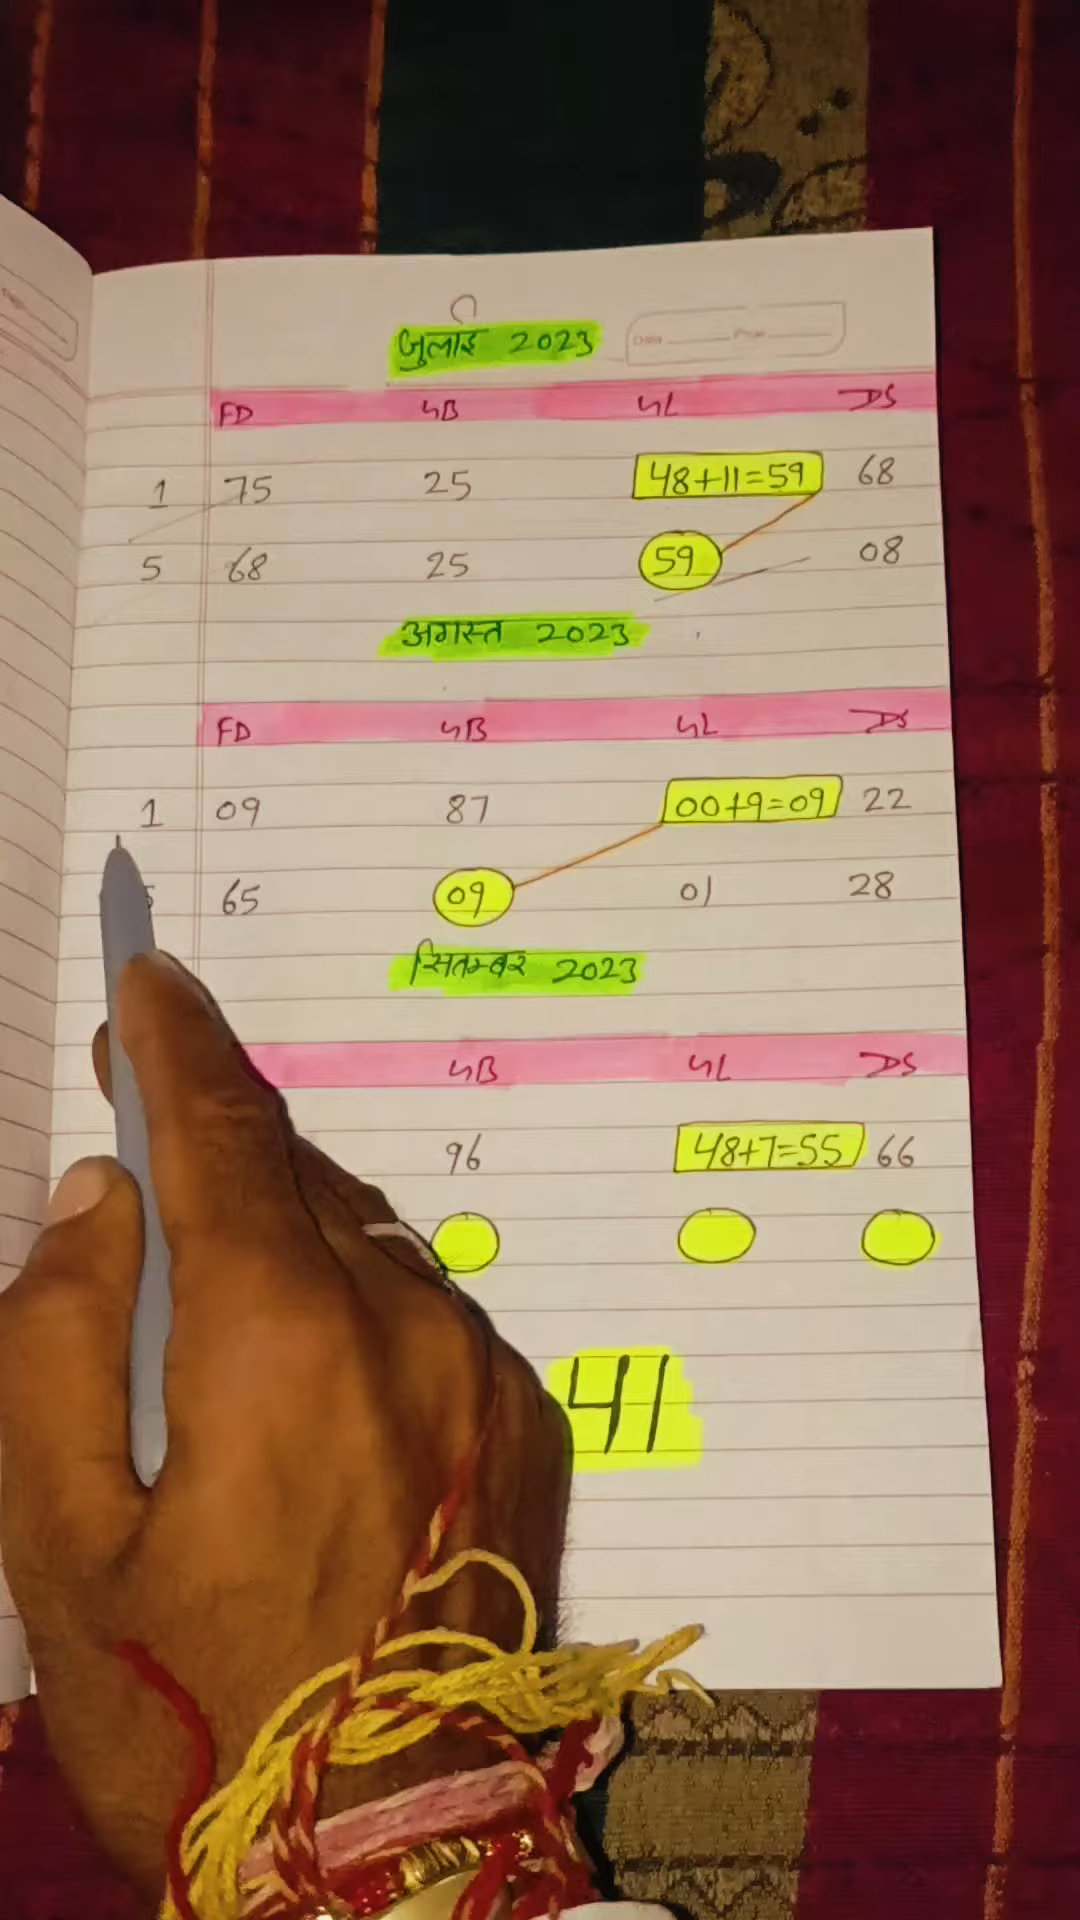 जुलाई 2023
FD GB GL DS
1 75 25 48+11=59 68
5 68 25 59 08
अगस्त 2023
FD GB GL DS
1 09 87 00+9=09 22
65 09 01 28
सितम्बर 2023
GB GL DS
96 48+7=55 66
41